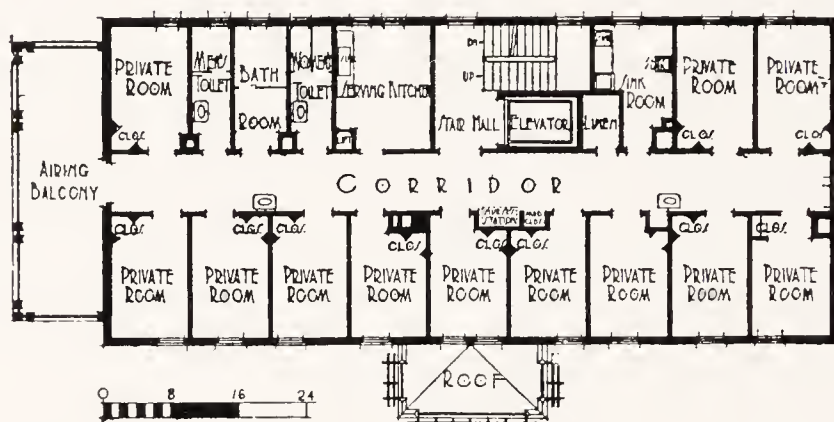 PRIVATE
ROOM
CLOS.
MEN'S
TOILET
BATH
ROOM
WOMEN'S
TOILET
SERVING KITCHEN
DN
UP
STAIR HALL
ELEVATOR
LINEN
SINK
ROOM
PRIVATE
ROOM
CLOS.
PRIVATE
ROOM
CLOS.
AIRING
BALCONY
CORRIDOR
CLOS.
CLOS.
CLOS.
CLOS.
CLOS.
CLOS.
CLOS.
CLOS.
PRIVATE
ROOM
PRIVATE
ROOM
PRIVATE
ROOM
PRIVATE
ROOM
PRIVATE
ROOM
PRIVATE
ROOM
PRIVATE
ROOM
PRIVATE
ROOM
PRIVATE
ROOM
ROOF
0 8 16 24